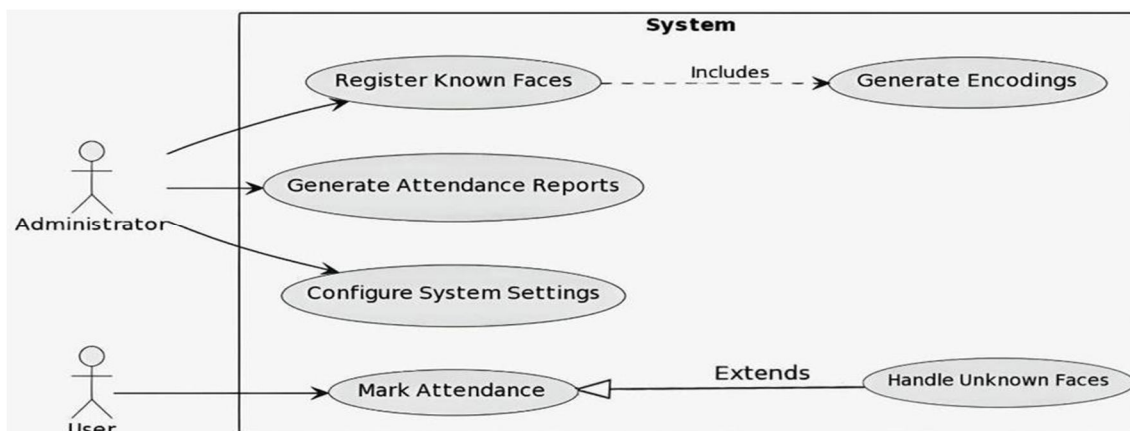 System
Register Known Faces
Includes
Generate Encodings
Generate Attendance Reports
Administrator
Configure System Settings
Mark Attendance
Extends
Handle Unknown Faces
User